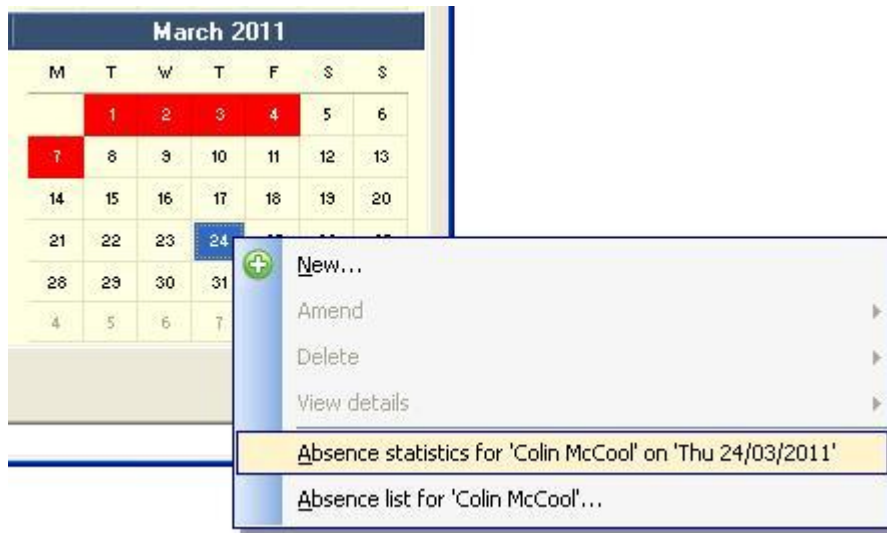 March 2011
M T W T F S S
1 2 3 4 5 6
7 8 9 10 11 12 13
14 15 16 17 18 19 20
21 22 23 24
28 29 30 31
4 5 6 7
New...
Amend
Delete
View details
Absence statistics for 'Colin McCool' on 'Thu 24/03/2011'
Absence list for 'Colin McCool'...